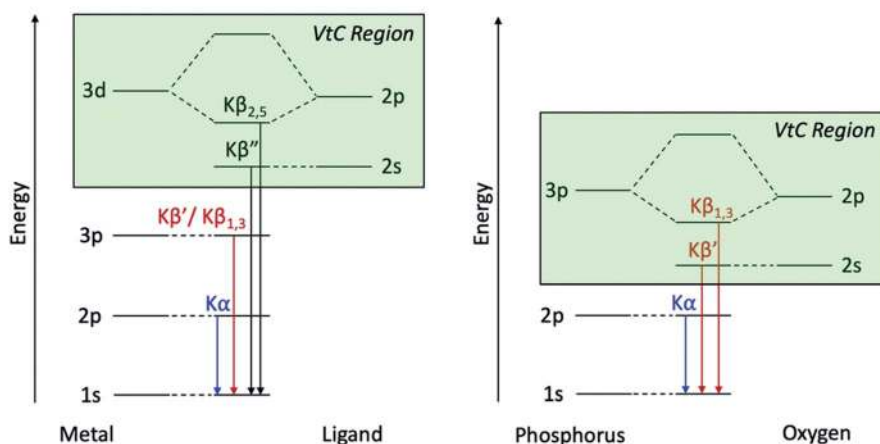 VtC Region
3d
2p
Kβ2,5
Kβ"
2s
Kβ'/ Kβ1,3
3p
Kα
2p
1s
Energy
Metal
Ligand
VtC Region
3p
2p
Kβ1,3
Kβ'
2s
Kα
2p
1s
Energy
Phosphorus
Oxygen